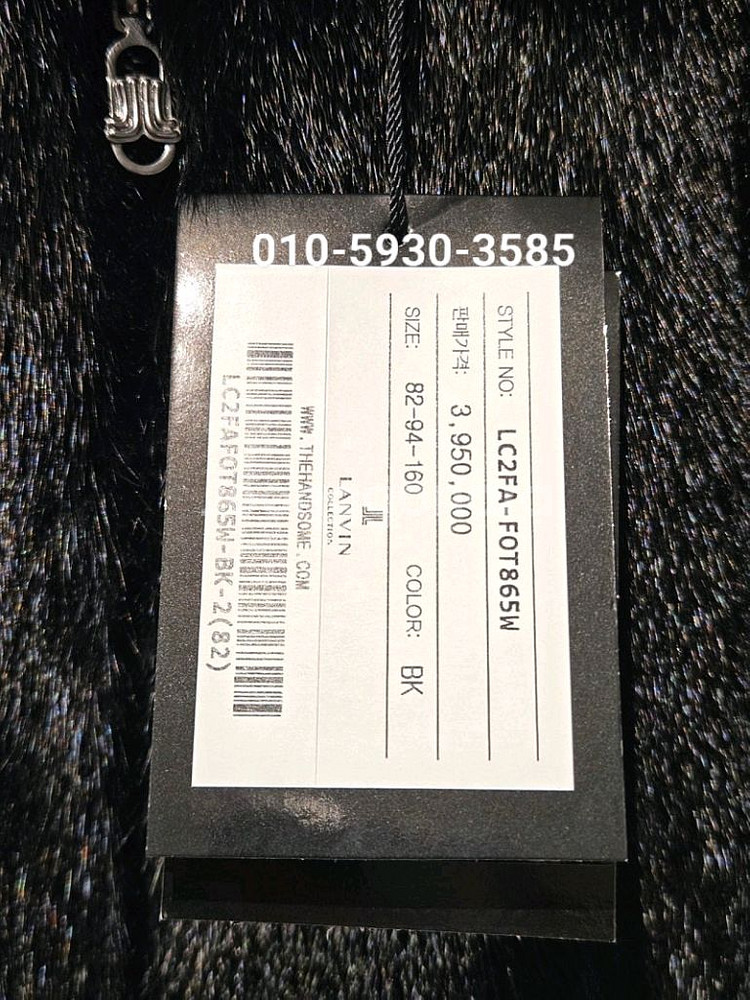 010-5930-3585
STYLE NO: LC2FA-FOT865W
판매가격: 3,950,000
SIZE: 82-94-160 COLOR: BK
LANVIN
COLLECTION
WWW.THEHANDSOME.COM
LC2FAFOT865W-BK-2(82)